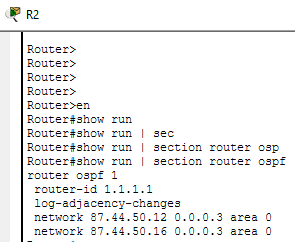 R2
Router>
Router>
Router>
Router>
Router>en
Router#show run
Router#show run | sec
Router#show run | section router osp
Router#show run | section router ospf
router ospf 1
 router-id 1.1.1.1
 log-adjacency-changes
 network 87.44.50.12 0.0.0.3 area 0
 network 87.44.50.16 0.0.0.3 area 0